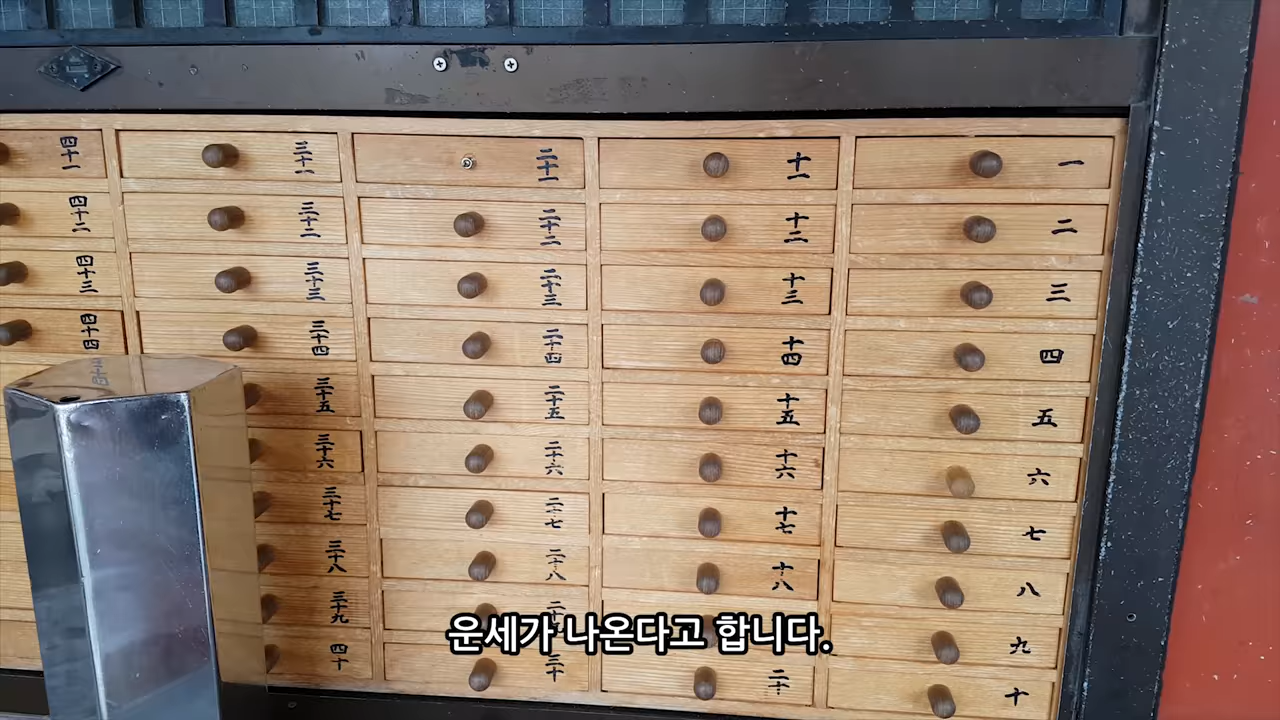 一
二
三
四
五
六
七
八
九
十
十一
十二
十三
十四
十五
十六
十七
十八
二十
二十一
二十二
二十三
二十四
二十五
二十六
二十七
二十八
三十
三十一
三十二
三十三
三十四
三十五
三十六
三十七
三十八
三十九
四十
四十一
四十二
四十三
四十四
운세가 나온다고 합니다.